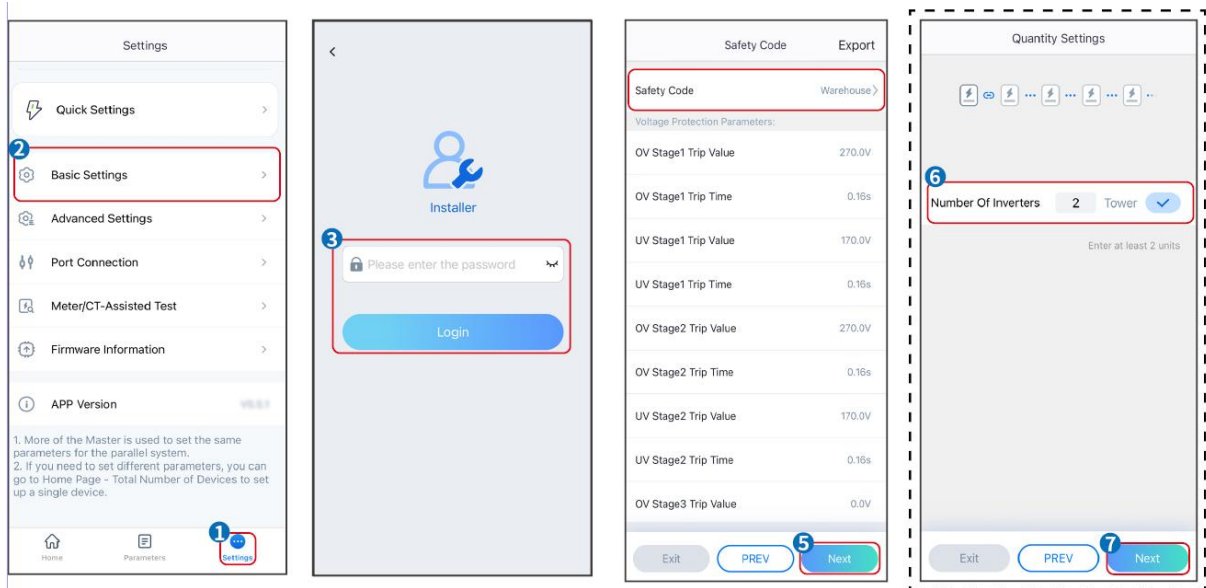 Settings
Quick Settings
2
Basic Settings
Advanced Settings
Port Connection
Meter/CT-Assisted Test
Firmware Information
APP Version
1. More of the Master is used to set the same
parameters for the parallel system.
2. If you need to set different parameters, you can
go to Home Page - Total Number of Devices to set
up a single device.
1
Home Parameters Settings
Installer
3
Please enter the password
Login
Safety Code Export
Safety Code Warehouse
Voltage Protection Parameters:
OV Stage1 Trip Value 270.0V
OV Stage1 Trip Time 0.16s
UV Stage1 Trip Value 170.0V
UV Stage1 Trip Time 0.16s
OV Stage2 Trip Value 270.0V
OV Stage2 Trip Time 0.16s
UV Stage2 Trip Value 170.0V
UV Stage2 Trip Time 0.16s
OV Stage3 Trip Value 0.0V
5
Exit PREV Next
Quantity Settings
6
Number Of Inverters 2 Tower
Enter at least 2 units
7
Exit PREV Next